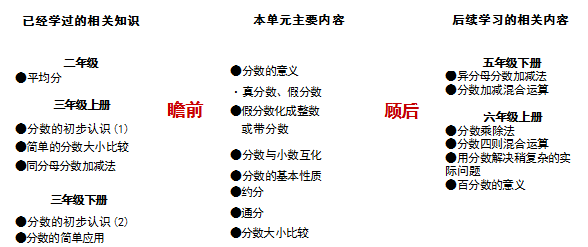 已经学过的相关知识
二年级
●平均分
三年级上册
●分数的初步认识(1)
●简单的分数大小比较
●同分母分数加减法
三年级下册
●分数的初步认识(2)
●分数的简单应用
瞻前
本单元主要内容
●分数的意义
·真分数、假分数
●假分数化成整数
或带分数
●分数与小数互化
●分数的基本性质
●约分
●通分
●分数大小比较
顾后
后续学习的相关内容
五年级下册
●异分母分数加减法
●分数加减混合运算
六年级上册
●分数乘除法
●分数四则混合运算
●用分数解决稍复杂的实
际问题
●百分数的意义